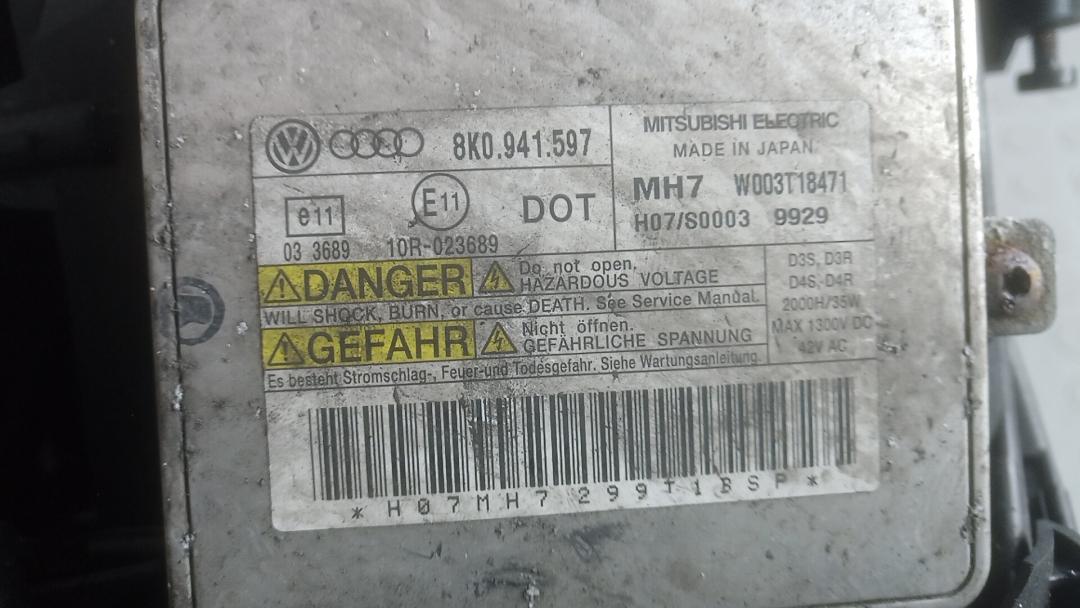 8K0.941.597
MITSUBISHI ELECTRIC
MADE IN JAPAN
MH7 W003T18471
H07/S0003 9929
e11
E11
DOT
03 3689 10R-023689
DANGER
Do not open.
HAZARDOUS VOLTAGE
WILL SHOCK, BURN, or cause DEATH. See Service Manual.
GEFAHR
Nicht öffnen.
GEFÄHRLICHE SPANNUNG
Es besteht Stromschlag-, Feuer-und Todesgefahr. Siehe Wartungsanleitung.
D3S, D3R
D4S, D4R
2000H/35W
MAX 1300V DC
42V AC
*H07MH7299T1BSP*